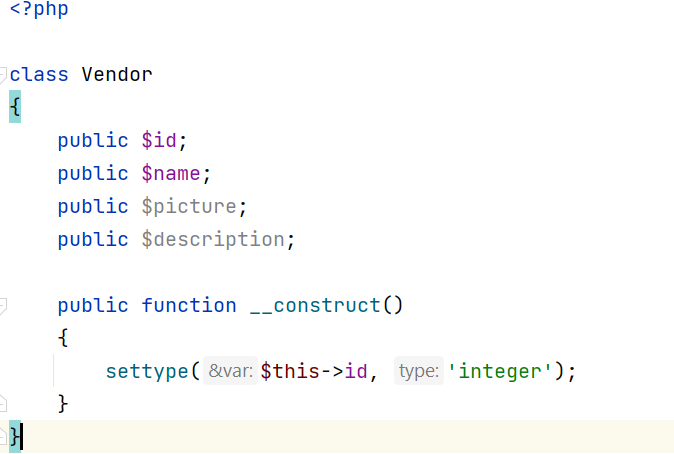 <?php
class Vendor
{
public $id;
public $name;
public $picture;
public $description;
public function __construct()
{
settype( &var: $this->id, type: 'integer');
}
}